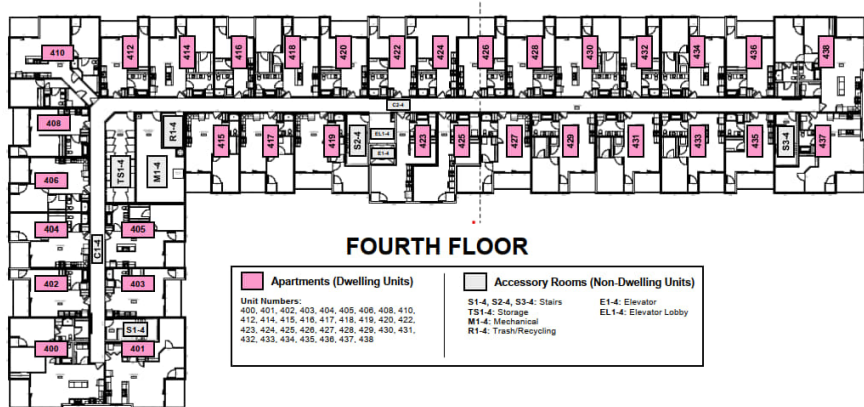 410
412
414
416
418
420
422
424
426
428
430
432
434
436
438
C2-4
408
R1-4
415
417
419
S2-4
EL1-4
E1-4
423
425
427
429
431
433
435
S3-4
437
406
TS1-4
M1-4
404
C1-4
405
402
403
S1-4
400
401
FOURTH FLOOR
Apartments (Dwelling Units)
Unit Numbers:
400, 401, 402, 403, 404, 405, 406, 408, 410,
412, 414, 415, 416, 417, 418, 419, 420, 422,
423, 424, 425, 426, 427, 428, 429, 430, 431,
432, 433, 434, 435, 436, 437, 438
Accessory Rooms (Non-Dwelling Units)
S1-4, S2-4, S3-4: Stairs
TS1-4: Storage
M1-4: Mechanical
R1-4: Trash/Recycling
E1-4: Elevator
EL1-4: Elevator Lobby